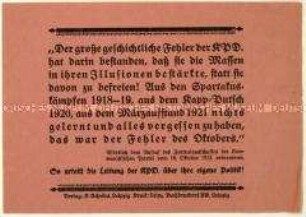 „Der große geschichtliche Fehler der KPD.
hat darin bestanden, daß sie die Massen
in ihren Illusionen bestärkte, statt sie
davon zu befreien! Aus den Spartakus-
kämpfen 1918–19, aus dem Kapp-Putsch
1920, aus dem Märzaufstand 1921 nichts
gelernt und alles vergessen zu haben,
das war der Fehler des Oktobers.“
So urteilt die Leitung der KPD. über ihre eigene Politik!